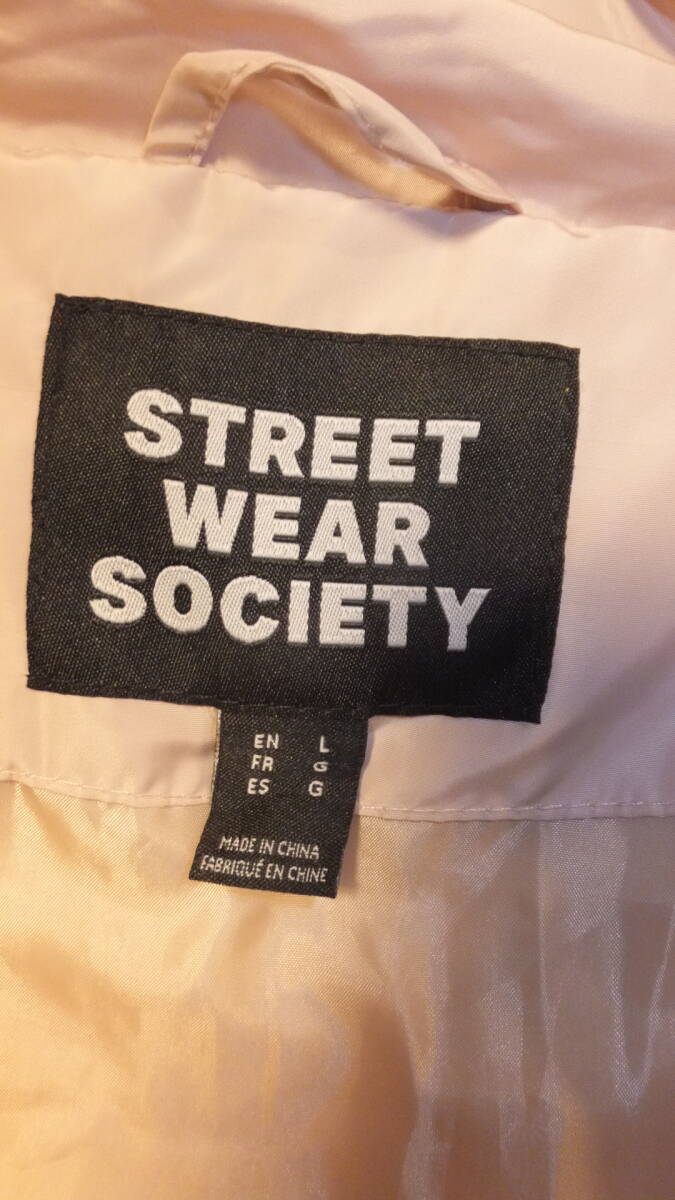 STREET
WEAR
SOCIETY
EN L
FR G
ES G
MADE IN CHINA
FABRIQUÉ EN CHINE